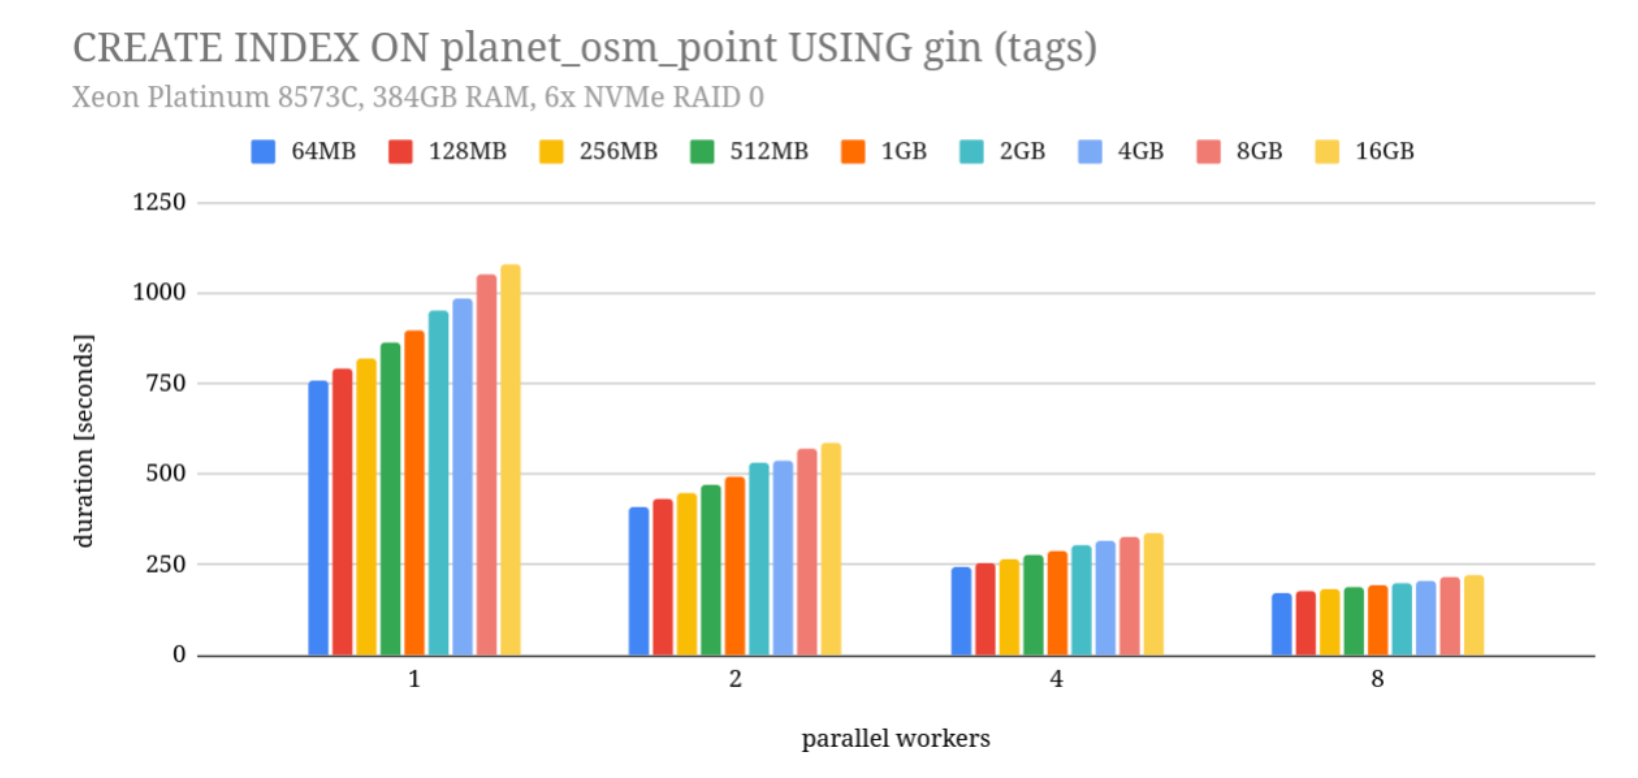 CREATE INDEX ON planet_osm_point USING gin (tags)
Xeon Platinum 8573C, 384GB RAM, 6x NVMe RAID 0
64MB 128MB 256MB 512MB 1GB 2GB 4GB 8GB 16GB
1250
1000
750
500
250
0
duration [seconds]
1 2 4 8
parallel workers